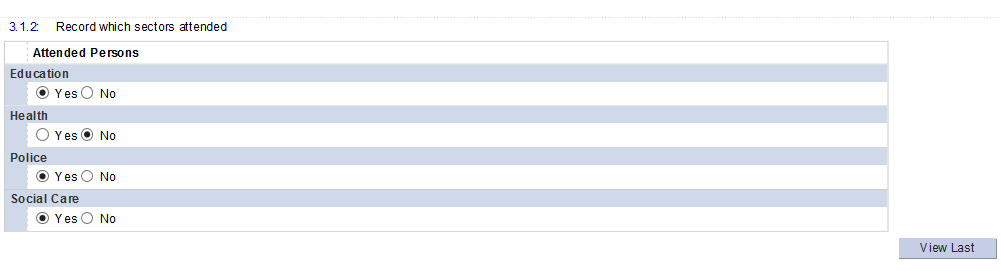 3.1.2: Record which sectors attended
Attended Persons
Education
Yes No
Health
Yes No
Police
Yes No
Social Care
Yes No
View Last